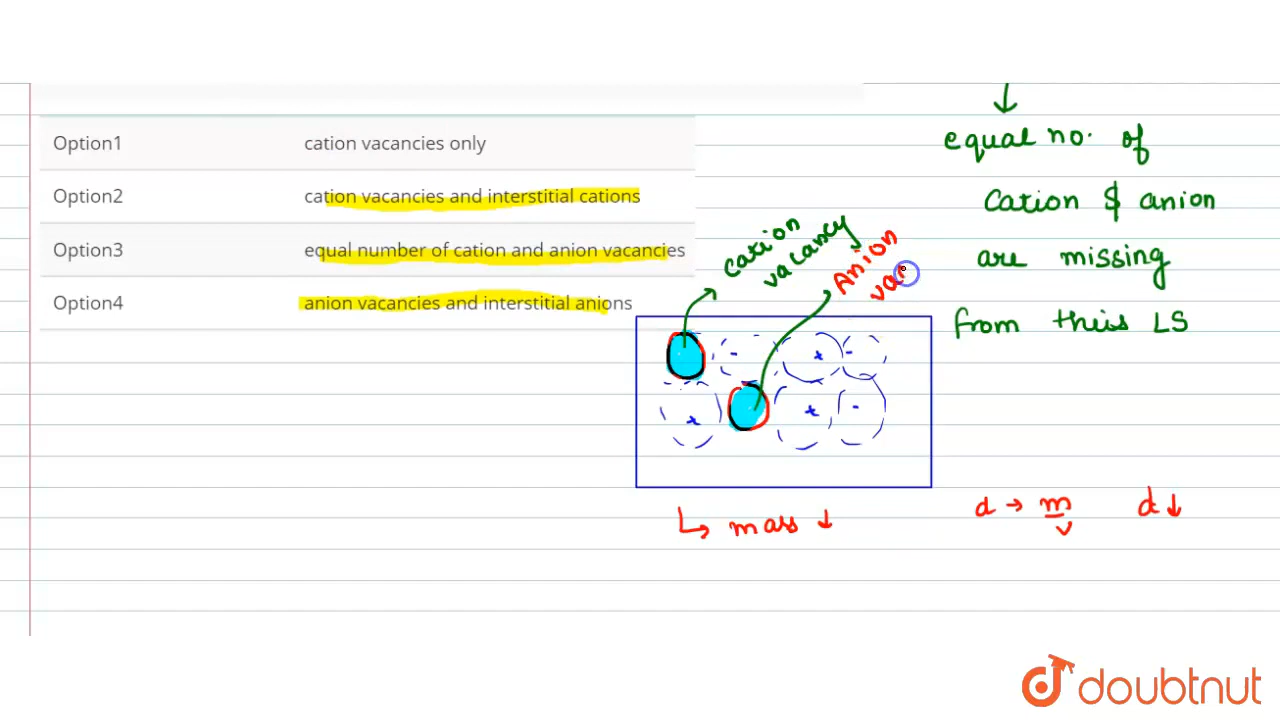 Option1 cation vacancies only
Option2 cation vacancies and interstitial cations
Option3 equal number of cation and anion vacancies
Option4 anion vacancies and interstitial anions
↓
equal no. of
Cation & anion
are missing
from theis LS
cation
vacancy
Anion
vac
- + -
+ + -
↳ mass ↓
d → m/v d↓
doubtnut